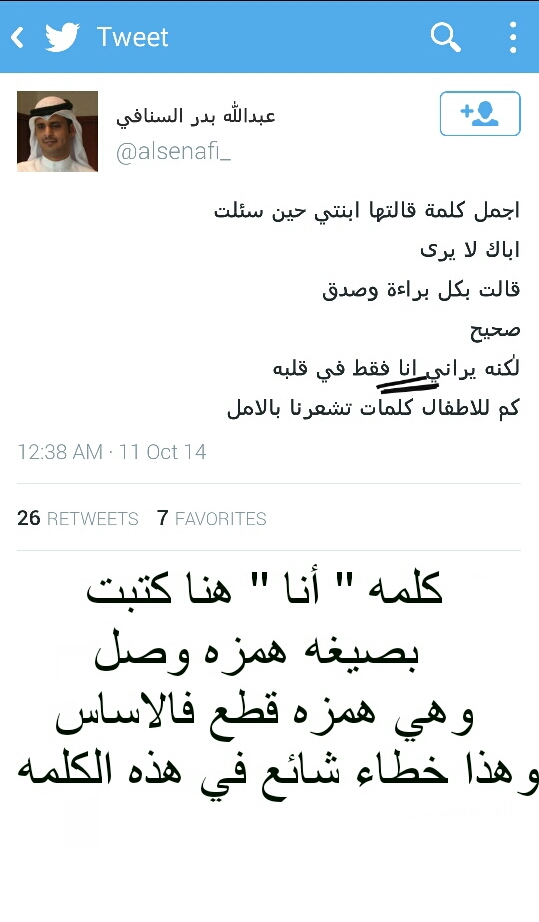 Tweet
عبدالله بدر السنافي
@alsenafi_
اجمل كلمة قالتها ابنتي حين سئلت
اباك لا يرى
قالت بكل براءة وصدق
صحيح
لكنه يراني انا فقط في قلبه
كم للاطفال كلمات تشعرنا بالامل
12:38 AM · 11 Oct 14
26 RETWEETS 7 FAVORITES
كلمه " أنا " هنا كتبت
بصيغه همزه وصل
وهي همزه قطع فالاساس
وهذا خطاء شائع في هذه الكلمه